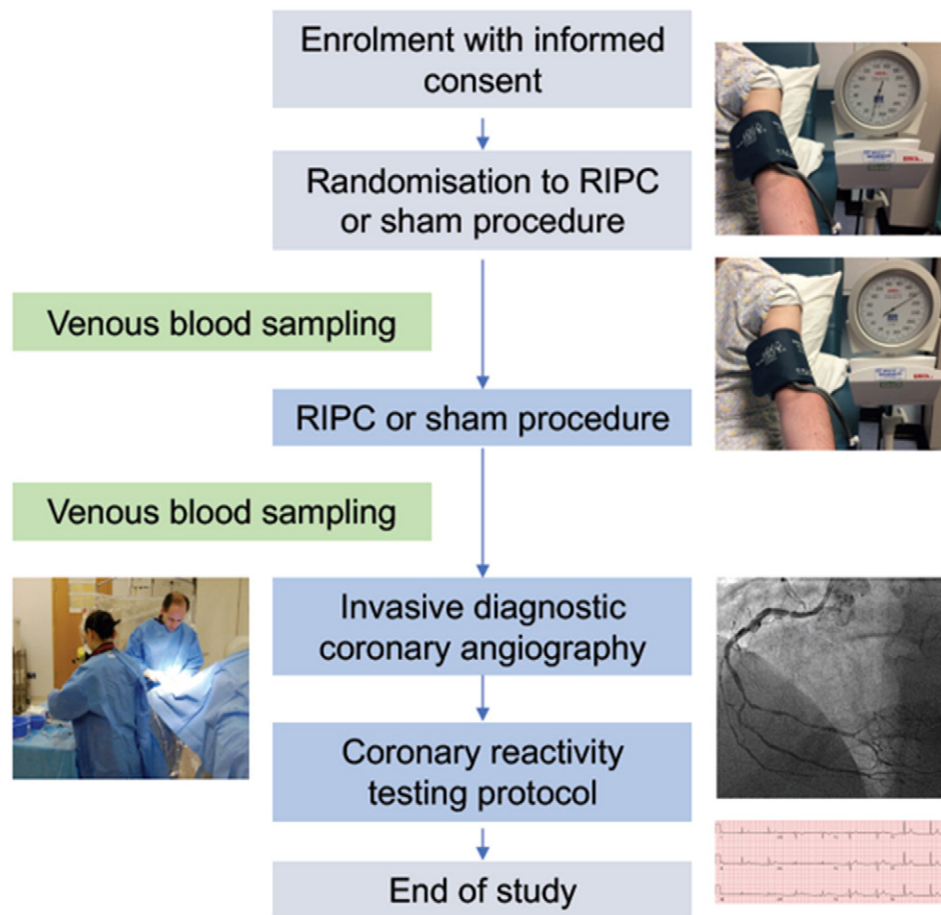 Enrolment with informed
consent
Randomisation to RIPC
or sham procedure
Venous blood sampling
RIPC or sham procedure
Venous blood sampling
Invasive diagnostic
coronary angiography
Coronary reactivity
testing protocol
End of study